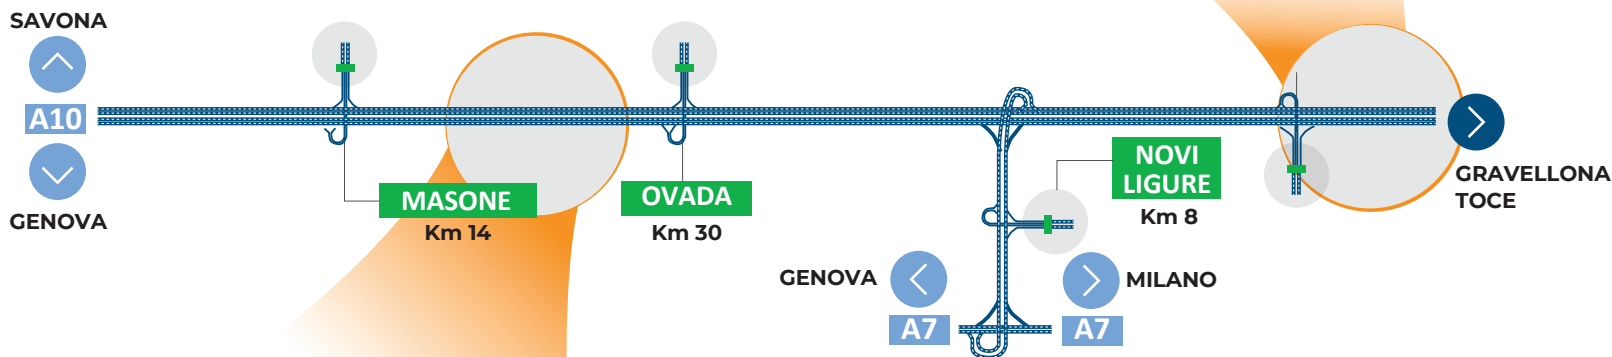 SAVONA
A10
GENOVA
MASONE
Km 14
OVADA
Km 30
NOVI
LIGURE
Km 8
GENOVA
A7
MILANO
A7
GRAVELLONA
TOCE